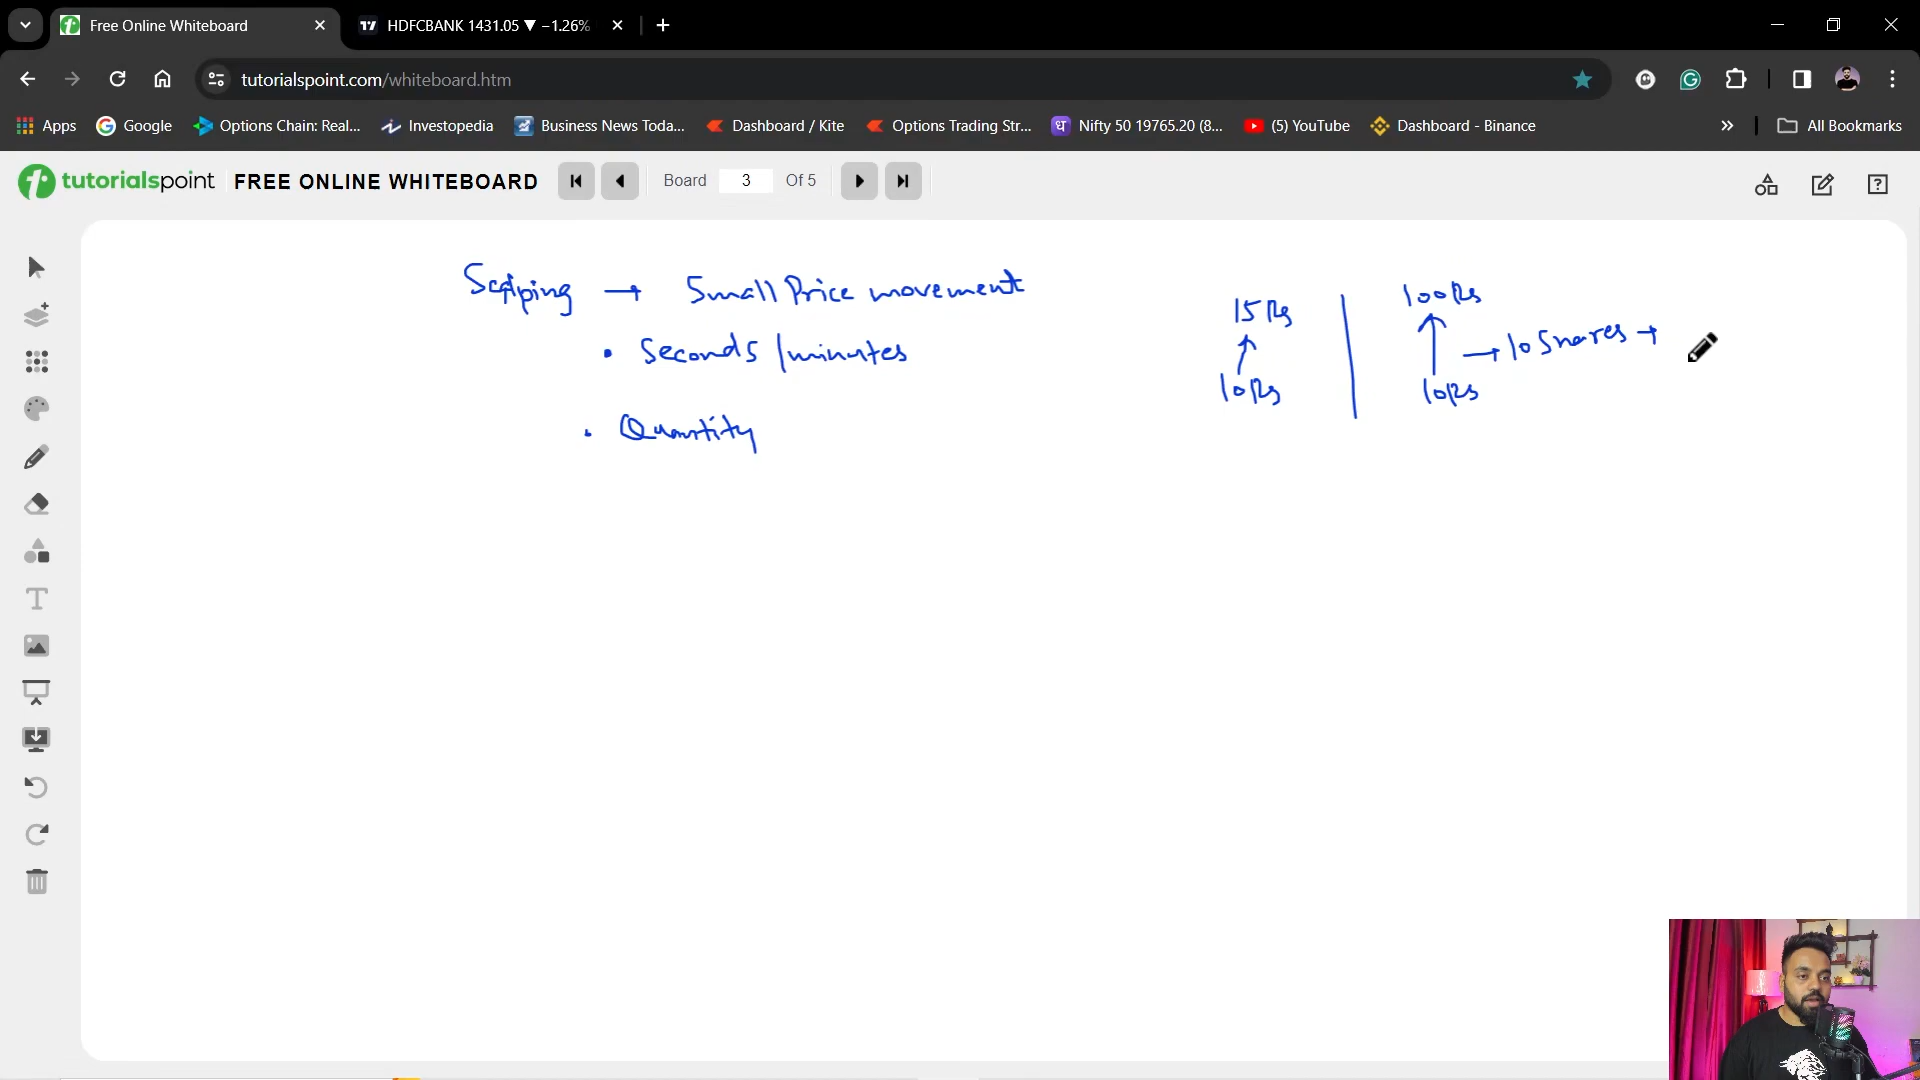 Free Online Whiteboard
HDFCBANK 1431.05 ▼ −1.26%
tutorialspoint.com/whiteboard.htm
Apps
Google
Options Chain: Real...
Investopedia
Business News Toda...
Dashboard / Kite
Options Trading Str...
Nifty 50 19765.20 (8...
(5) YouTube
Dashboard - Binance
All Bookmarks
tutorialspoint
FREE ONLINE WHITEBOARD
Board 3 Of 5
Scalping → Small Price movement
• Seconds / minutes
• Quantity
15 Rs
10 Rs
100 Rs
→ 10 Shares →
10 Rs